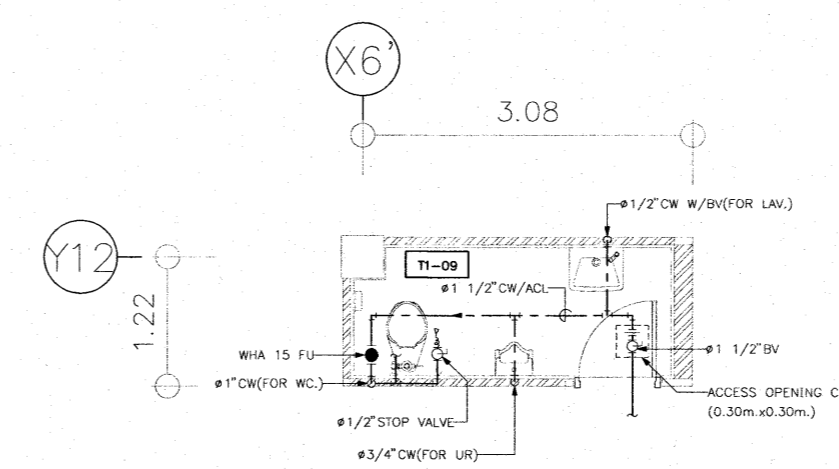 X6'
3.08
ø1/2"CW W/BV(FOR LAV.)
Y12
1.22
T1-09
ø1 1/2"CW/ACL
WHA 15 FU
ø1 1/2"BV
ø1"CW(FOR WC.)
ACCESS OPENING C
(0.30m.x0.30m.)
ø1/2"STOP VALVE
ø3/4"CW(FOR UR)